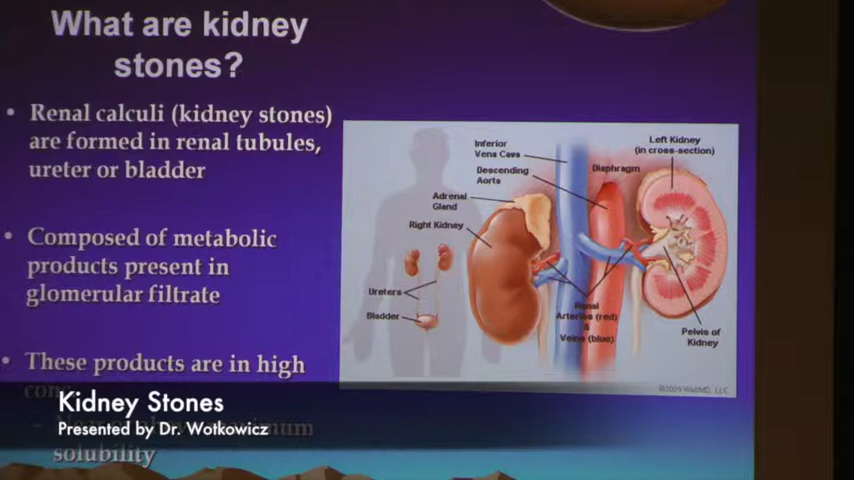 What are kidney
stones?
• Renal calculi (kidney stones)
are formed in renal tubules,
ureter or bladder
• Composed of metabolic
products present in
glomerular filtrate
• These products are in high
Inferior
Vena Cava
Descending
Aorta
Adrenal
Gland
Right Kidney
Ureters
Bladder
Diaphragm
Left Kidney
(in cross-section)
Renal
Arteries (red)
&
Veins (blue)
Pelvis of
Kidney
©2005 WebMD, LLC
Kidney Stones
Presented by Dr. Wotkowicz
solubility